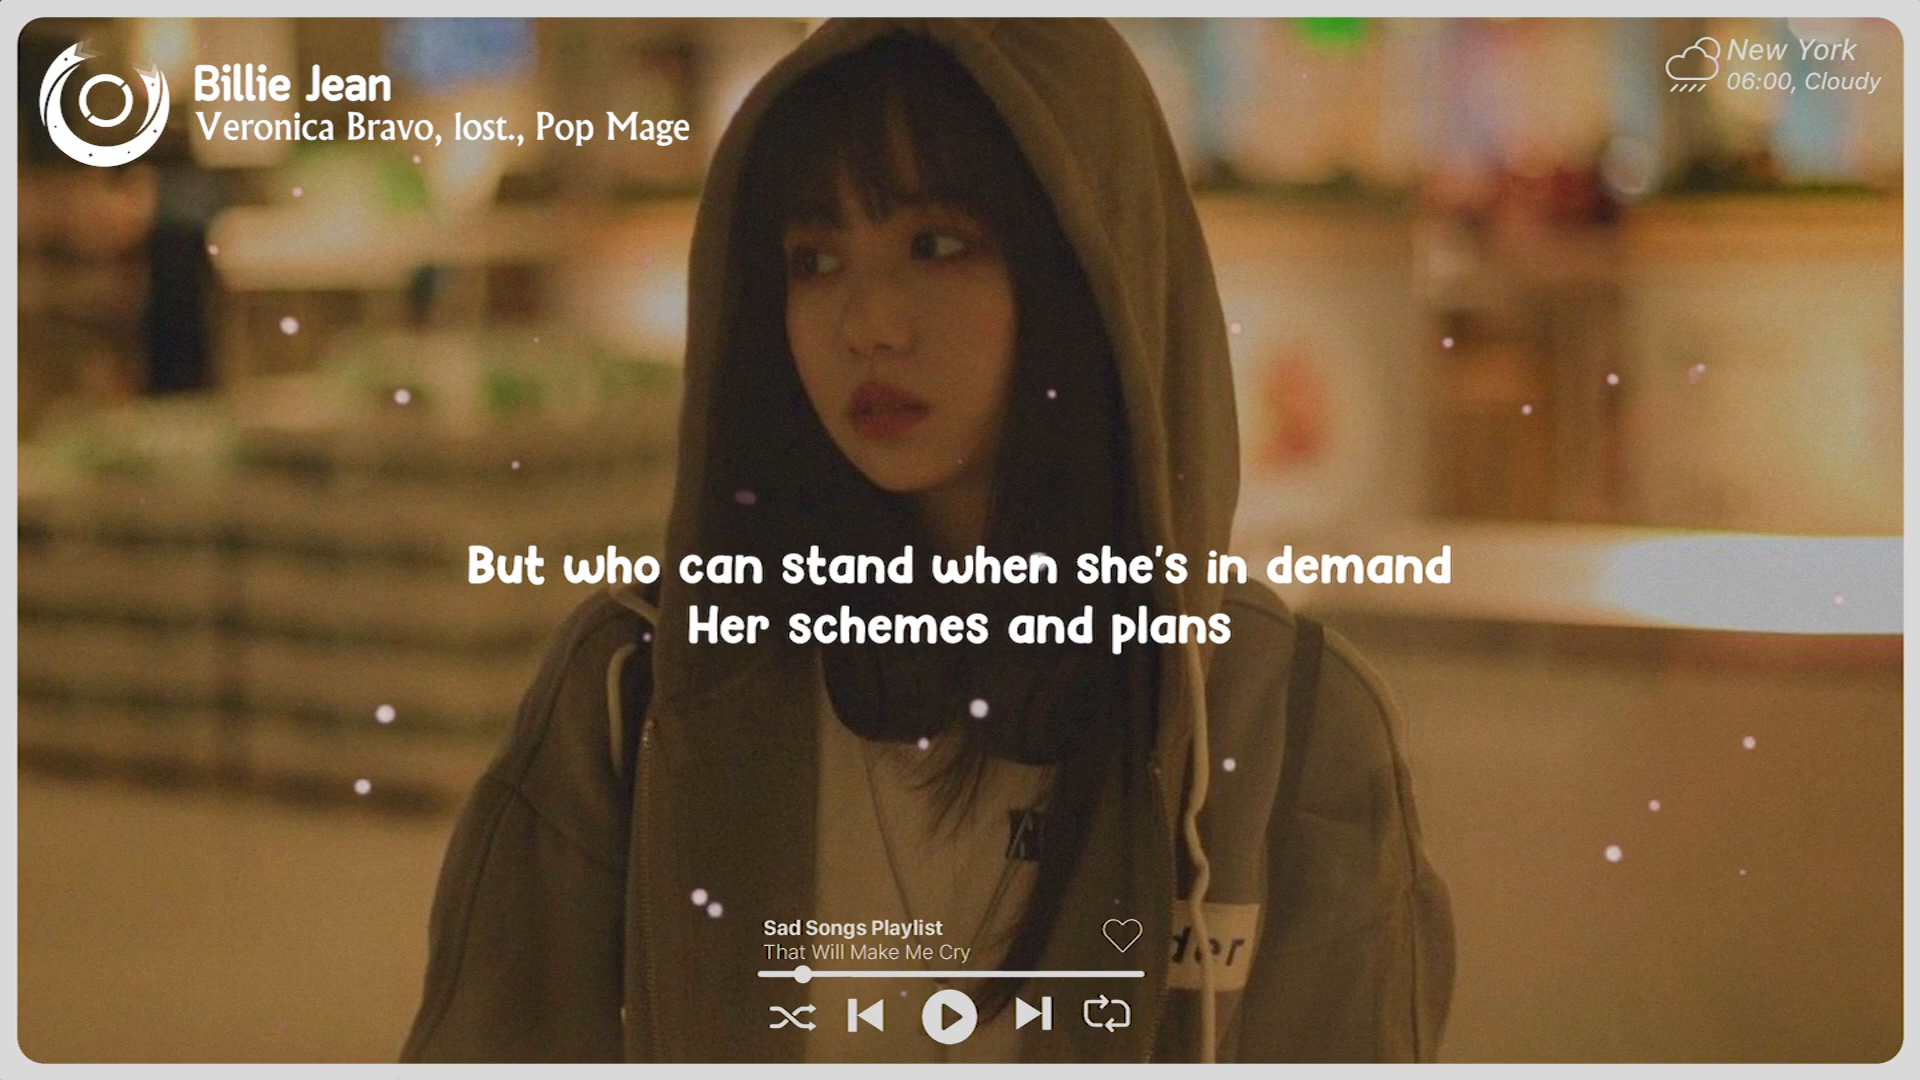 Billie Jean
Veronica Bravo, lost., Pop Mage
New York
06:00, Cloudy
But who can stand when she's in demand
Her schemes and plans
Sad Songs Playlist
That Will Make Me Cry
der